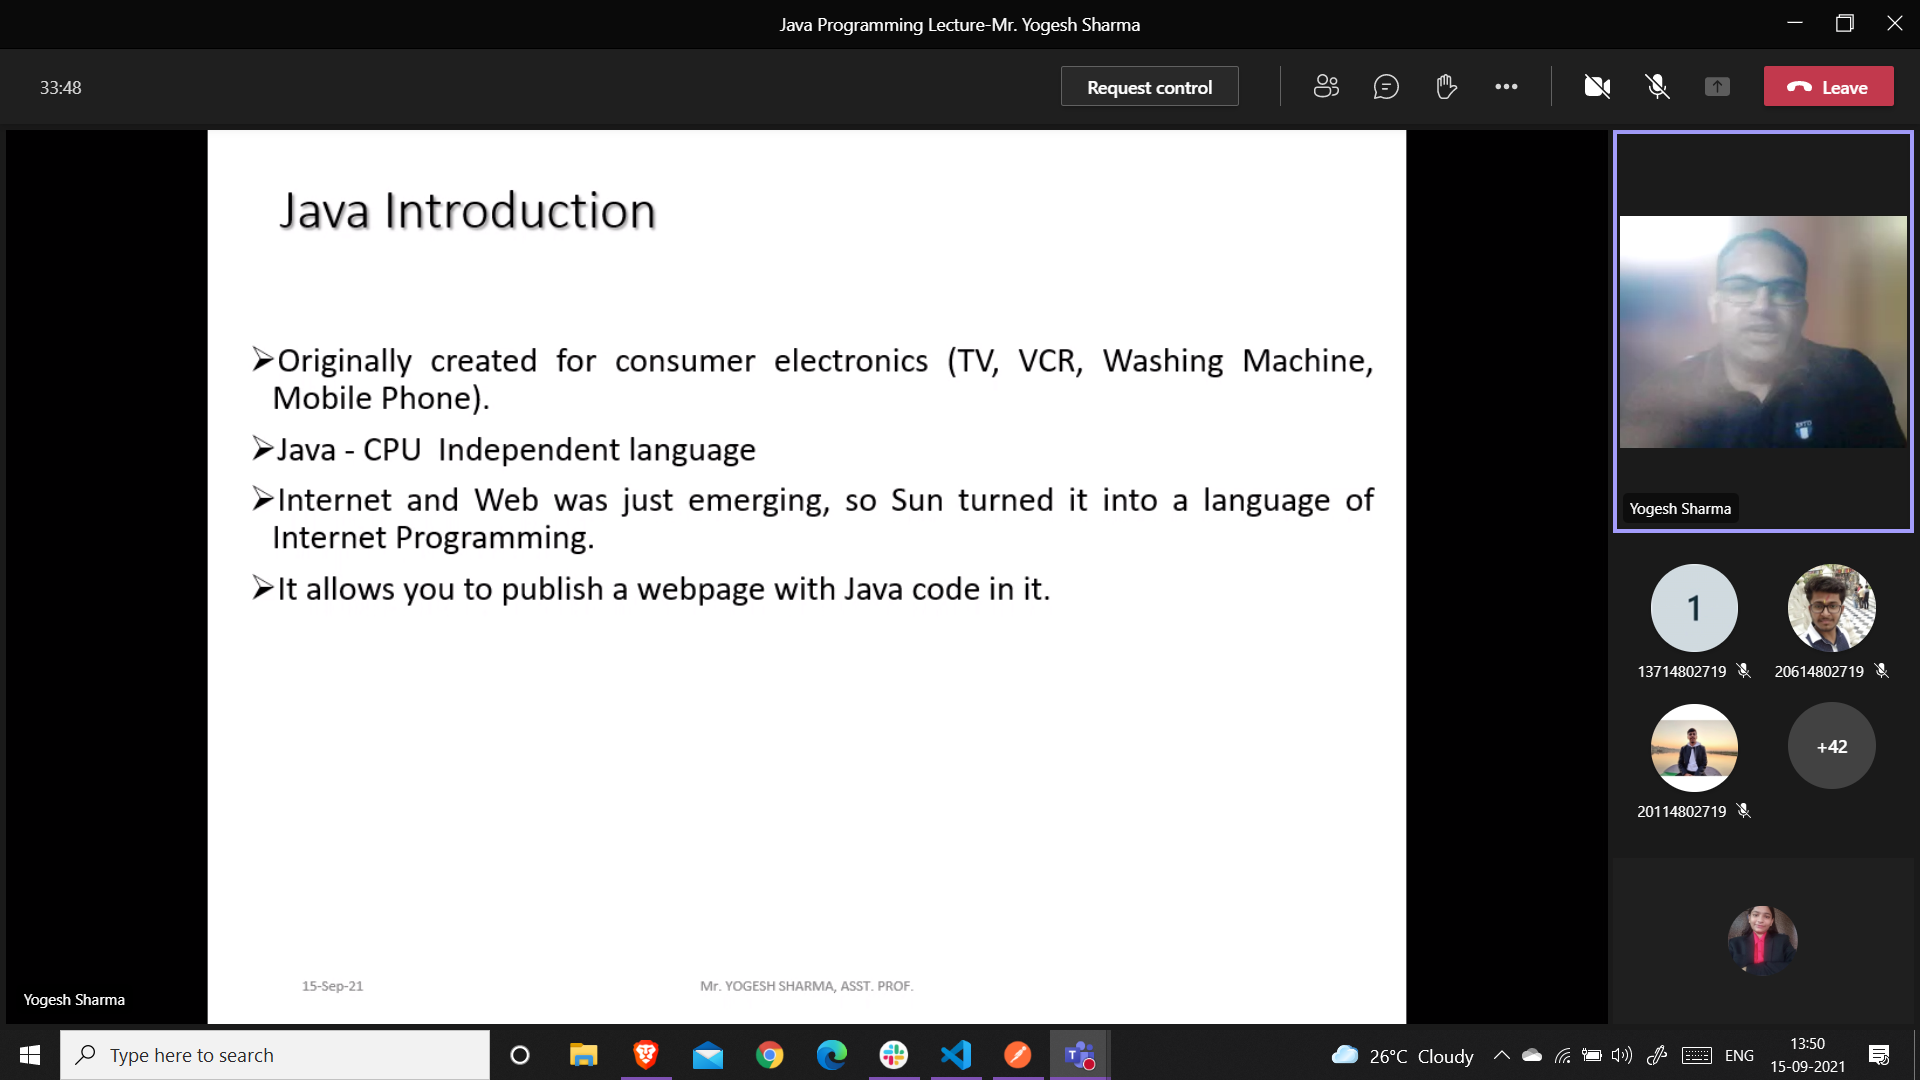 Java Programming Lecture-Mr. Yogesh Sharma
33:48
Request control
Leave
Java Introduction
➢Originally created for consumer electronics (TV, VCR, Washing Machine,
Mobile Phone).
➢Java - CPU  Independent language
➢Internet and Web was just emerging, so Sun turned it into a language of
Internet Programming.
➢It allows you to publish a webpage with Java code in it.
15-Sep-21
Mr. YOGESH SHARMA, ASST. PROF.
Yogesh Sharma
Yogesh Sharma
1
13714802719
20614802719
20114802719
+42
Type here to search
26°C Cloudy
ENG
13:50
15-09-2021